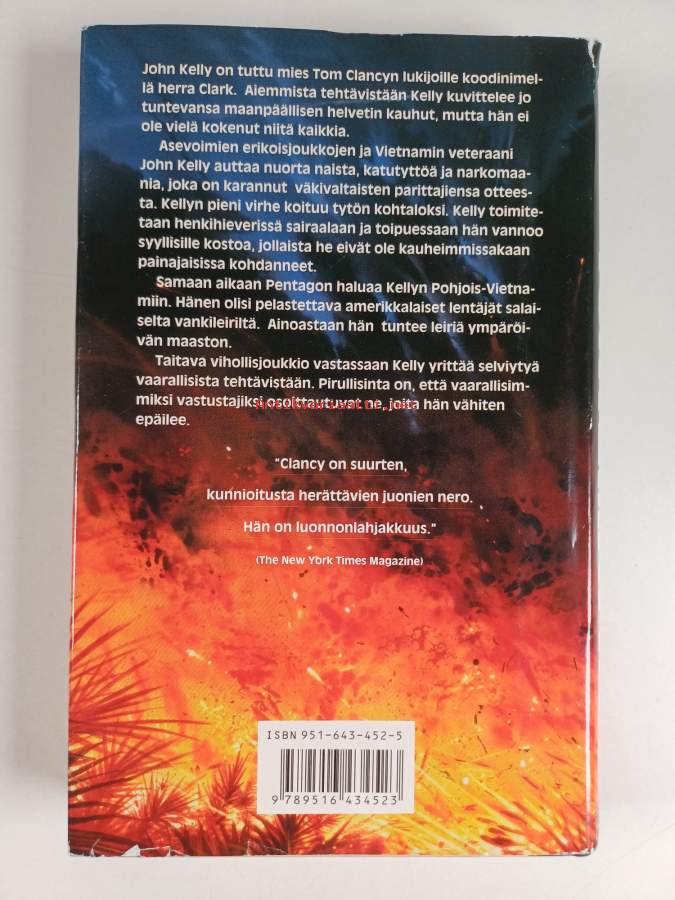 John Kelly on tuttu mies Tom Clancyn lukijoille koodinimel-
lä herra Clark. Aiemmista tehtävistään Kelly kuvittelee jo
tuntevansa maanpäällisen helvetin kauhut, mutta hän ei
ole vielä kokenut niitä kaikkia.
Asevoimien erikoisjoukkojen ja Vietnamin veteraani
John Kelly auttaa nuorta naista, katutyttöä ja narkomaa-
nia, joka on karannut väkivaltaisten parittajiensa ottees-
ta. Kellyn pieni virhe koituu tytön kohtaloksi. Kelly toimite-
taan henkihieverissä sairaalaan ja toipuessaan hän vannoo
syyllisille kostoa, jollaista he eivät ole kauheimmissakaan
painajaisissa kohdanneet.
Samaan aikaan Pentagon haluaa Kellyn Pohjois-Vietna-
miin. Hänen olisi pelastettava amerikkalaiset lentäjät salai-
selta vankileiriltä. Ainoastaan hän tuntee leiriä ympäröi-
vän maaston.
Taitava vihollisjoukkio vastassaan Kelly yrittää selviytyä
vaarallisista tehtävistään. Pirullisinta on, että vaarallisim-
mmiksi vastustajiksi osoittautuvat ne, joita hän vähiten
epäilee.
antikvariaatti.net
"Clancy on suurten,
kunnioitusta herättävien juonien nero.
Hän on luonnonlahjakkuus."
(The New York Times Magazine)
ISBN 951-643-452-5
9 789516 434523